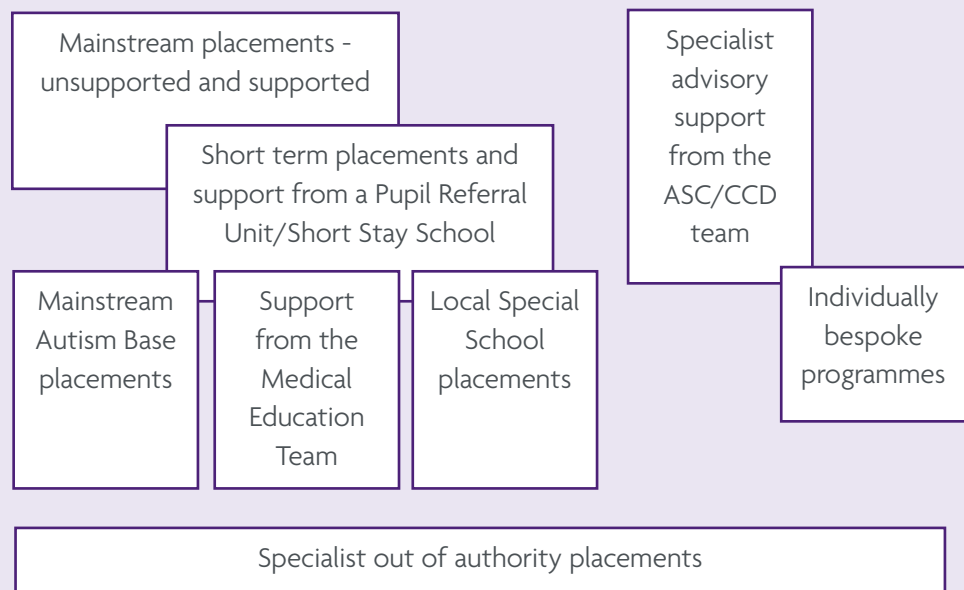 Mainstream placements -
unsupported and supported
Short term placements and
support from a Pupil Referral
Unit/Short Stay School
Specialist
advisory
support
from the
ASC/CCD
team
Mainstream
Autism Base
placements
Support
from the
Medical
Education
Team
Local Special
School
placements
Individually
bespoke
programmes
Specialist out of authority placements